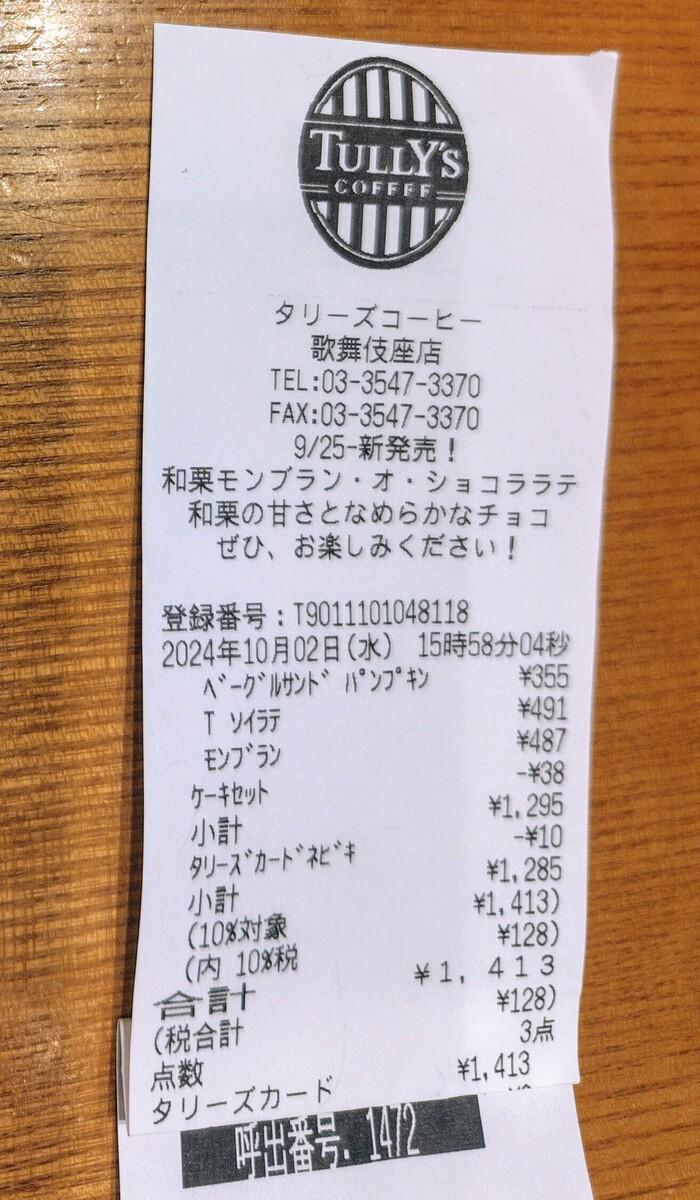 TULLY'S
COFFEE
タリーズコーヒー
歌舞伎座店
TEL:03-3547-3370
FAX:03-3547-3370
9/25-新発売!
和栗モンブラン・オ・ショコララテ
和栗の甘さとなめらかなチョコ
ぜひ、お楽しみください!
登録番号:T9011101048118
2024年10月02日(水) 15時58分04秒
ベーグルサンド パンプキン ¥355
T ソイラテ ¥491
モンブラン ¥487
ケーキセット -¥38
小計 ¥1,295
タリーズカードネビキ -¥10
小計 ¥1,285
(10%対象 ¥1,413)
(内 10%税 ¥128)
合計 ¥1,413
(税合計 ¥128)
点数 3点
タリーズカード ¥1,413
呼出番号. 1472